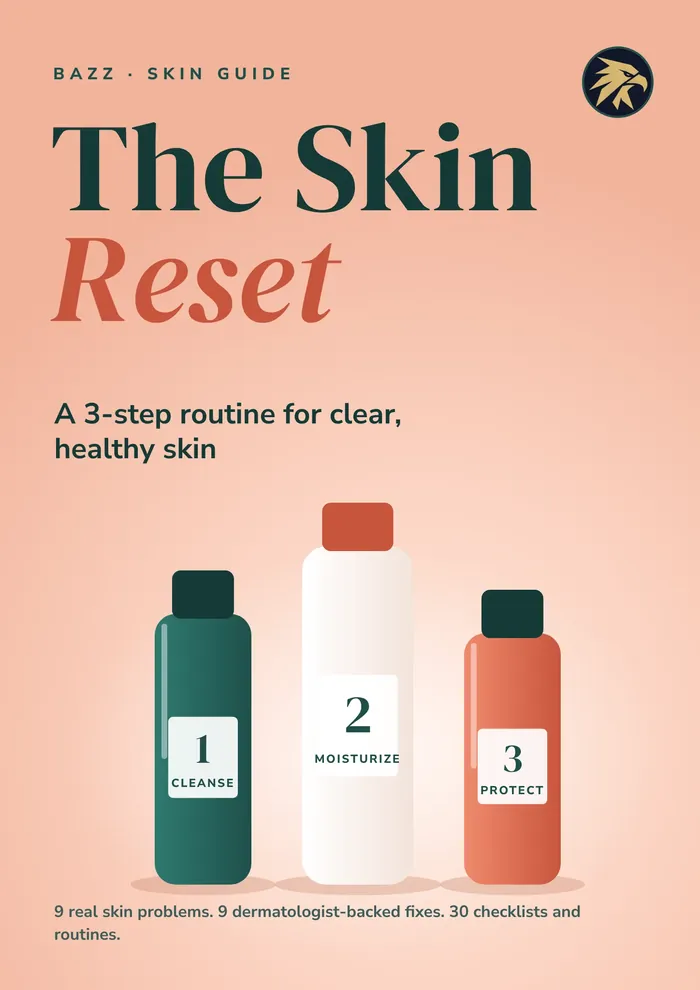 BAZZ · SKIN GUIDE
The Skin
Reset
A 3-step routine for clear,
healthy skin
1
CLEANSE
2
MOISTURIZE
3
PROTECT
9 real skin problems. 9 dermatologist-backed fixes. 30 checklists and
routines.